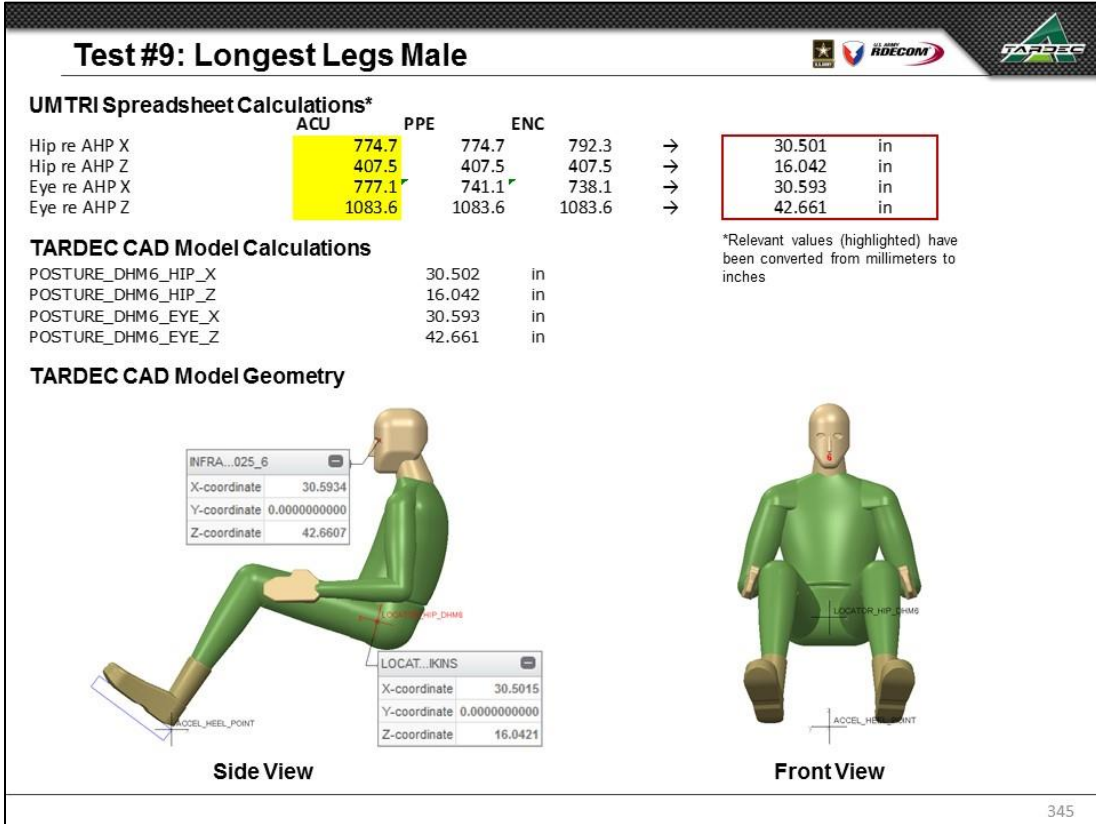 Test #9: Longest Legs Male
U.S. ARMY
U.S. ARMY
RDECOM
TARDEC
UMTRI Spreadsheet Calculations*
ACU PPE ENC
Hip re AHP X 774.7 774.7 792.3 → 30.501 in
Hip re AHP Z 407.5 407.5 407.5 → 16.042 in
Eye re AHP X 777.1 741.1 738.1 → 30.593 in
Eye re AHP Z 1083.6 1083.6 1083.6 → 42.661 in
*Relevant values (highlighted) have
been converted from millimeters to
inches
TARDEC CAD Model Calculations
POSTURE_DHM6_HIP_X 30.502 in
POSTURE_DHM6_HIP_Z 16.042 in
POSTURE_DHM6_EYE_X 30.593 in
POSTURE_DHM6_EYE_Z 42.661 in
TARDEC CAD Model Geometry
INFRA...025_6
X-coordinate 30.5934
Y-coordinate 0.0000000000
Z-coordinate 42.6607
LOCATOR_HIP_DHM6
LOCAT...IKINS
X-coordinate 30.5015
Y-coordinate 0.0000000000
Z-coordinate 16.0421
ACCEL_HEEL_POINT
Side View
6
LOCATOR_HIP_DHM6
ACCEL_HEEL_POINT
Front View
345